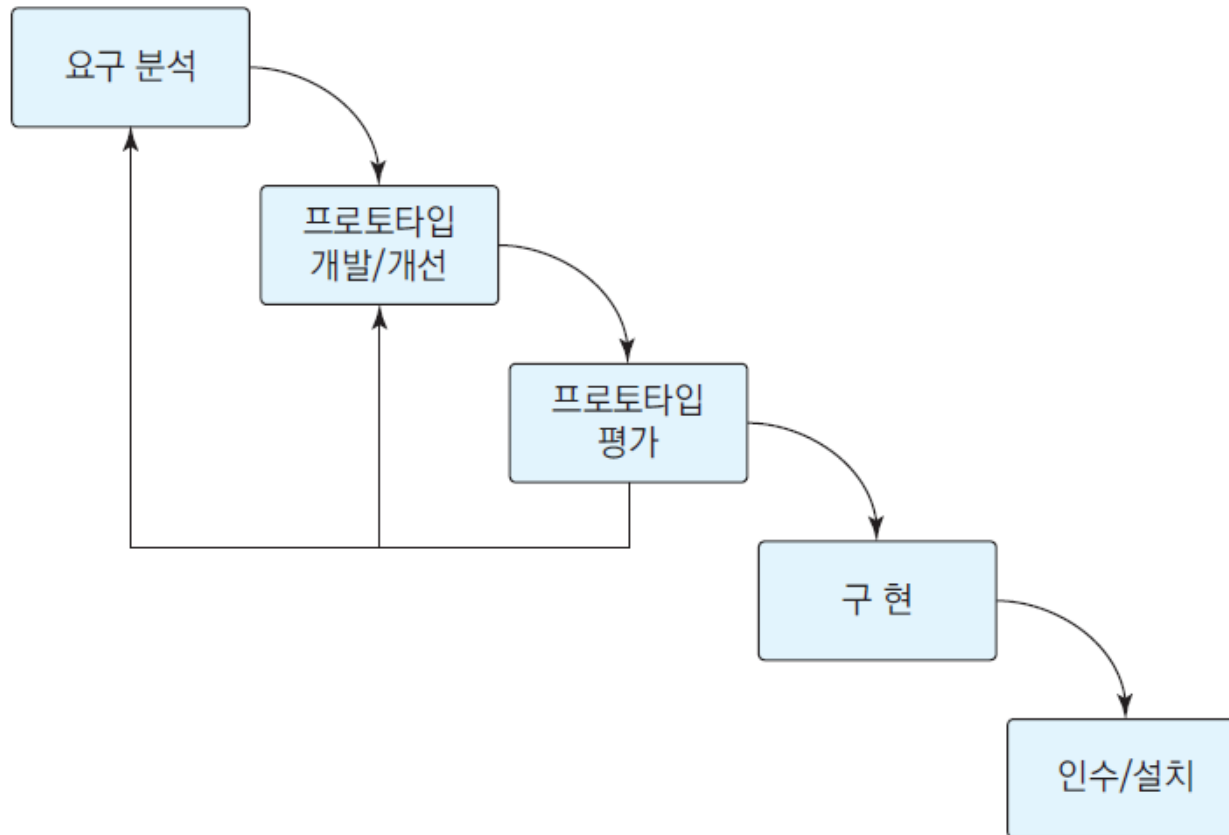 요구 분석
프로토타입
개발/개선
프로토타입
평가
구 현
인수/설치